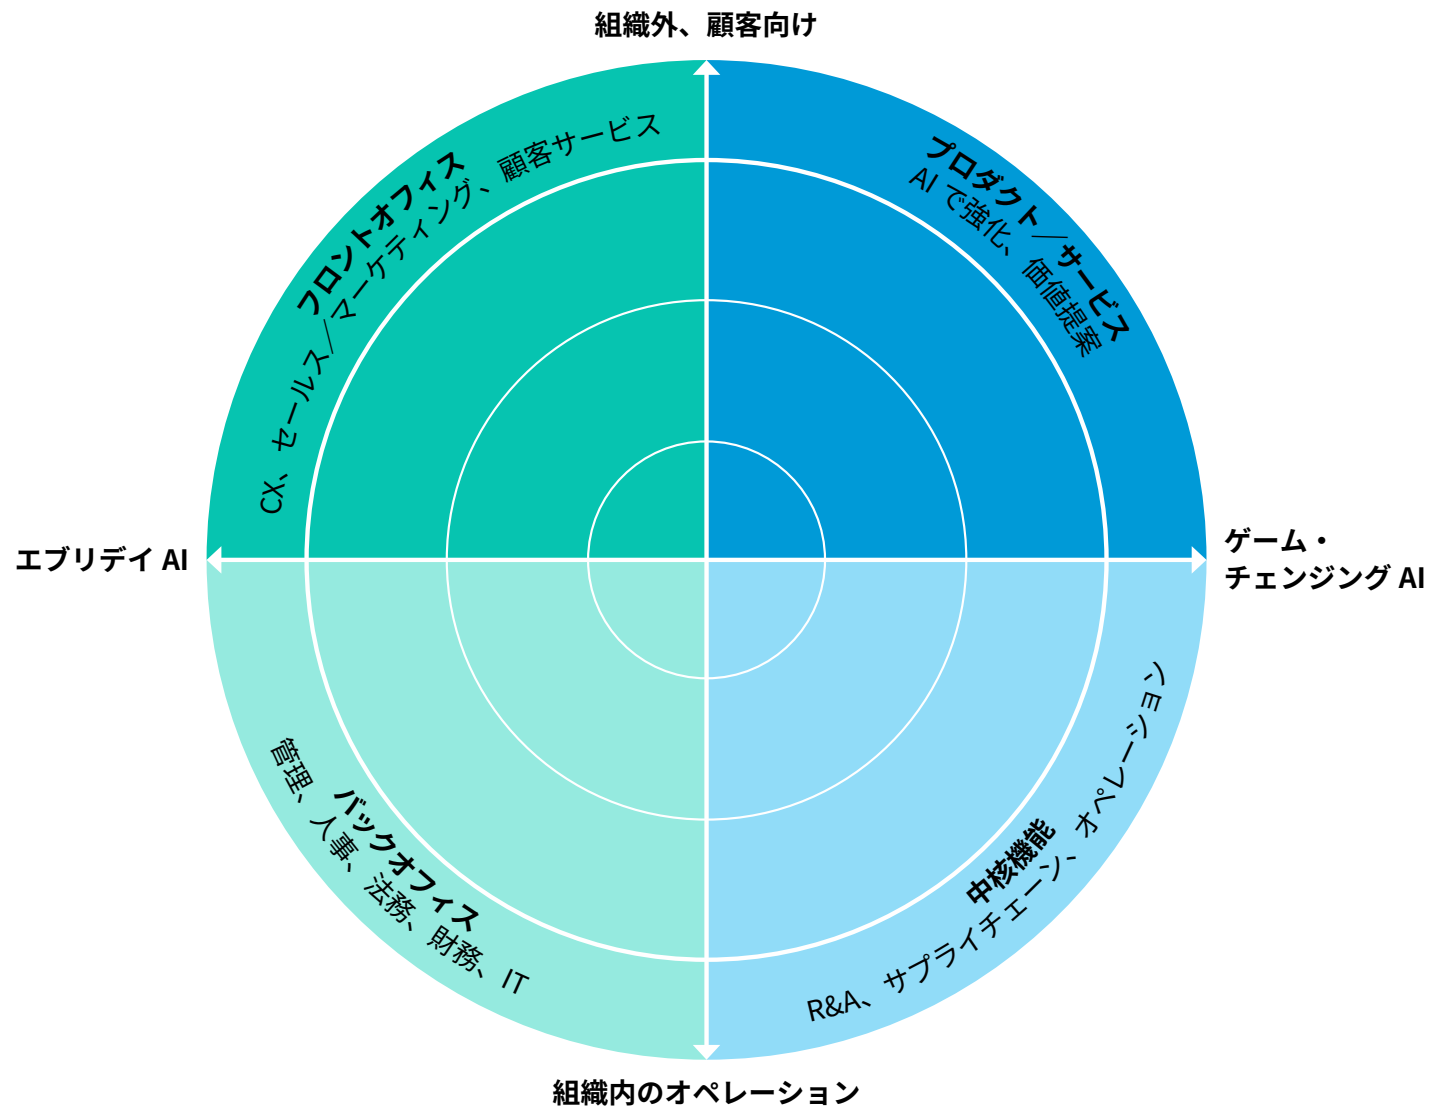 組織外、顧客向け
フロントオフィス
CX、セールス／マーケティング、顧客サービス
プロダクト／サービス
AI で強化、価値提案
エブリデイ AI
ゲーム・
チェンジング AI
バックオフィス
管理、人事、法務、財務、IT
中核機能
R&A、サプライチェーン、オペレーション
組織内のオペレーション